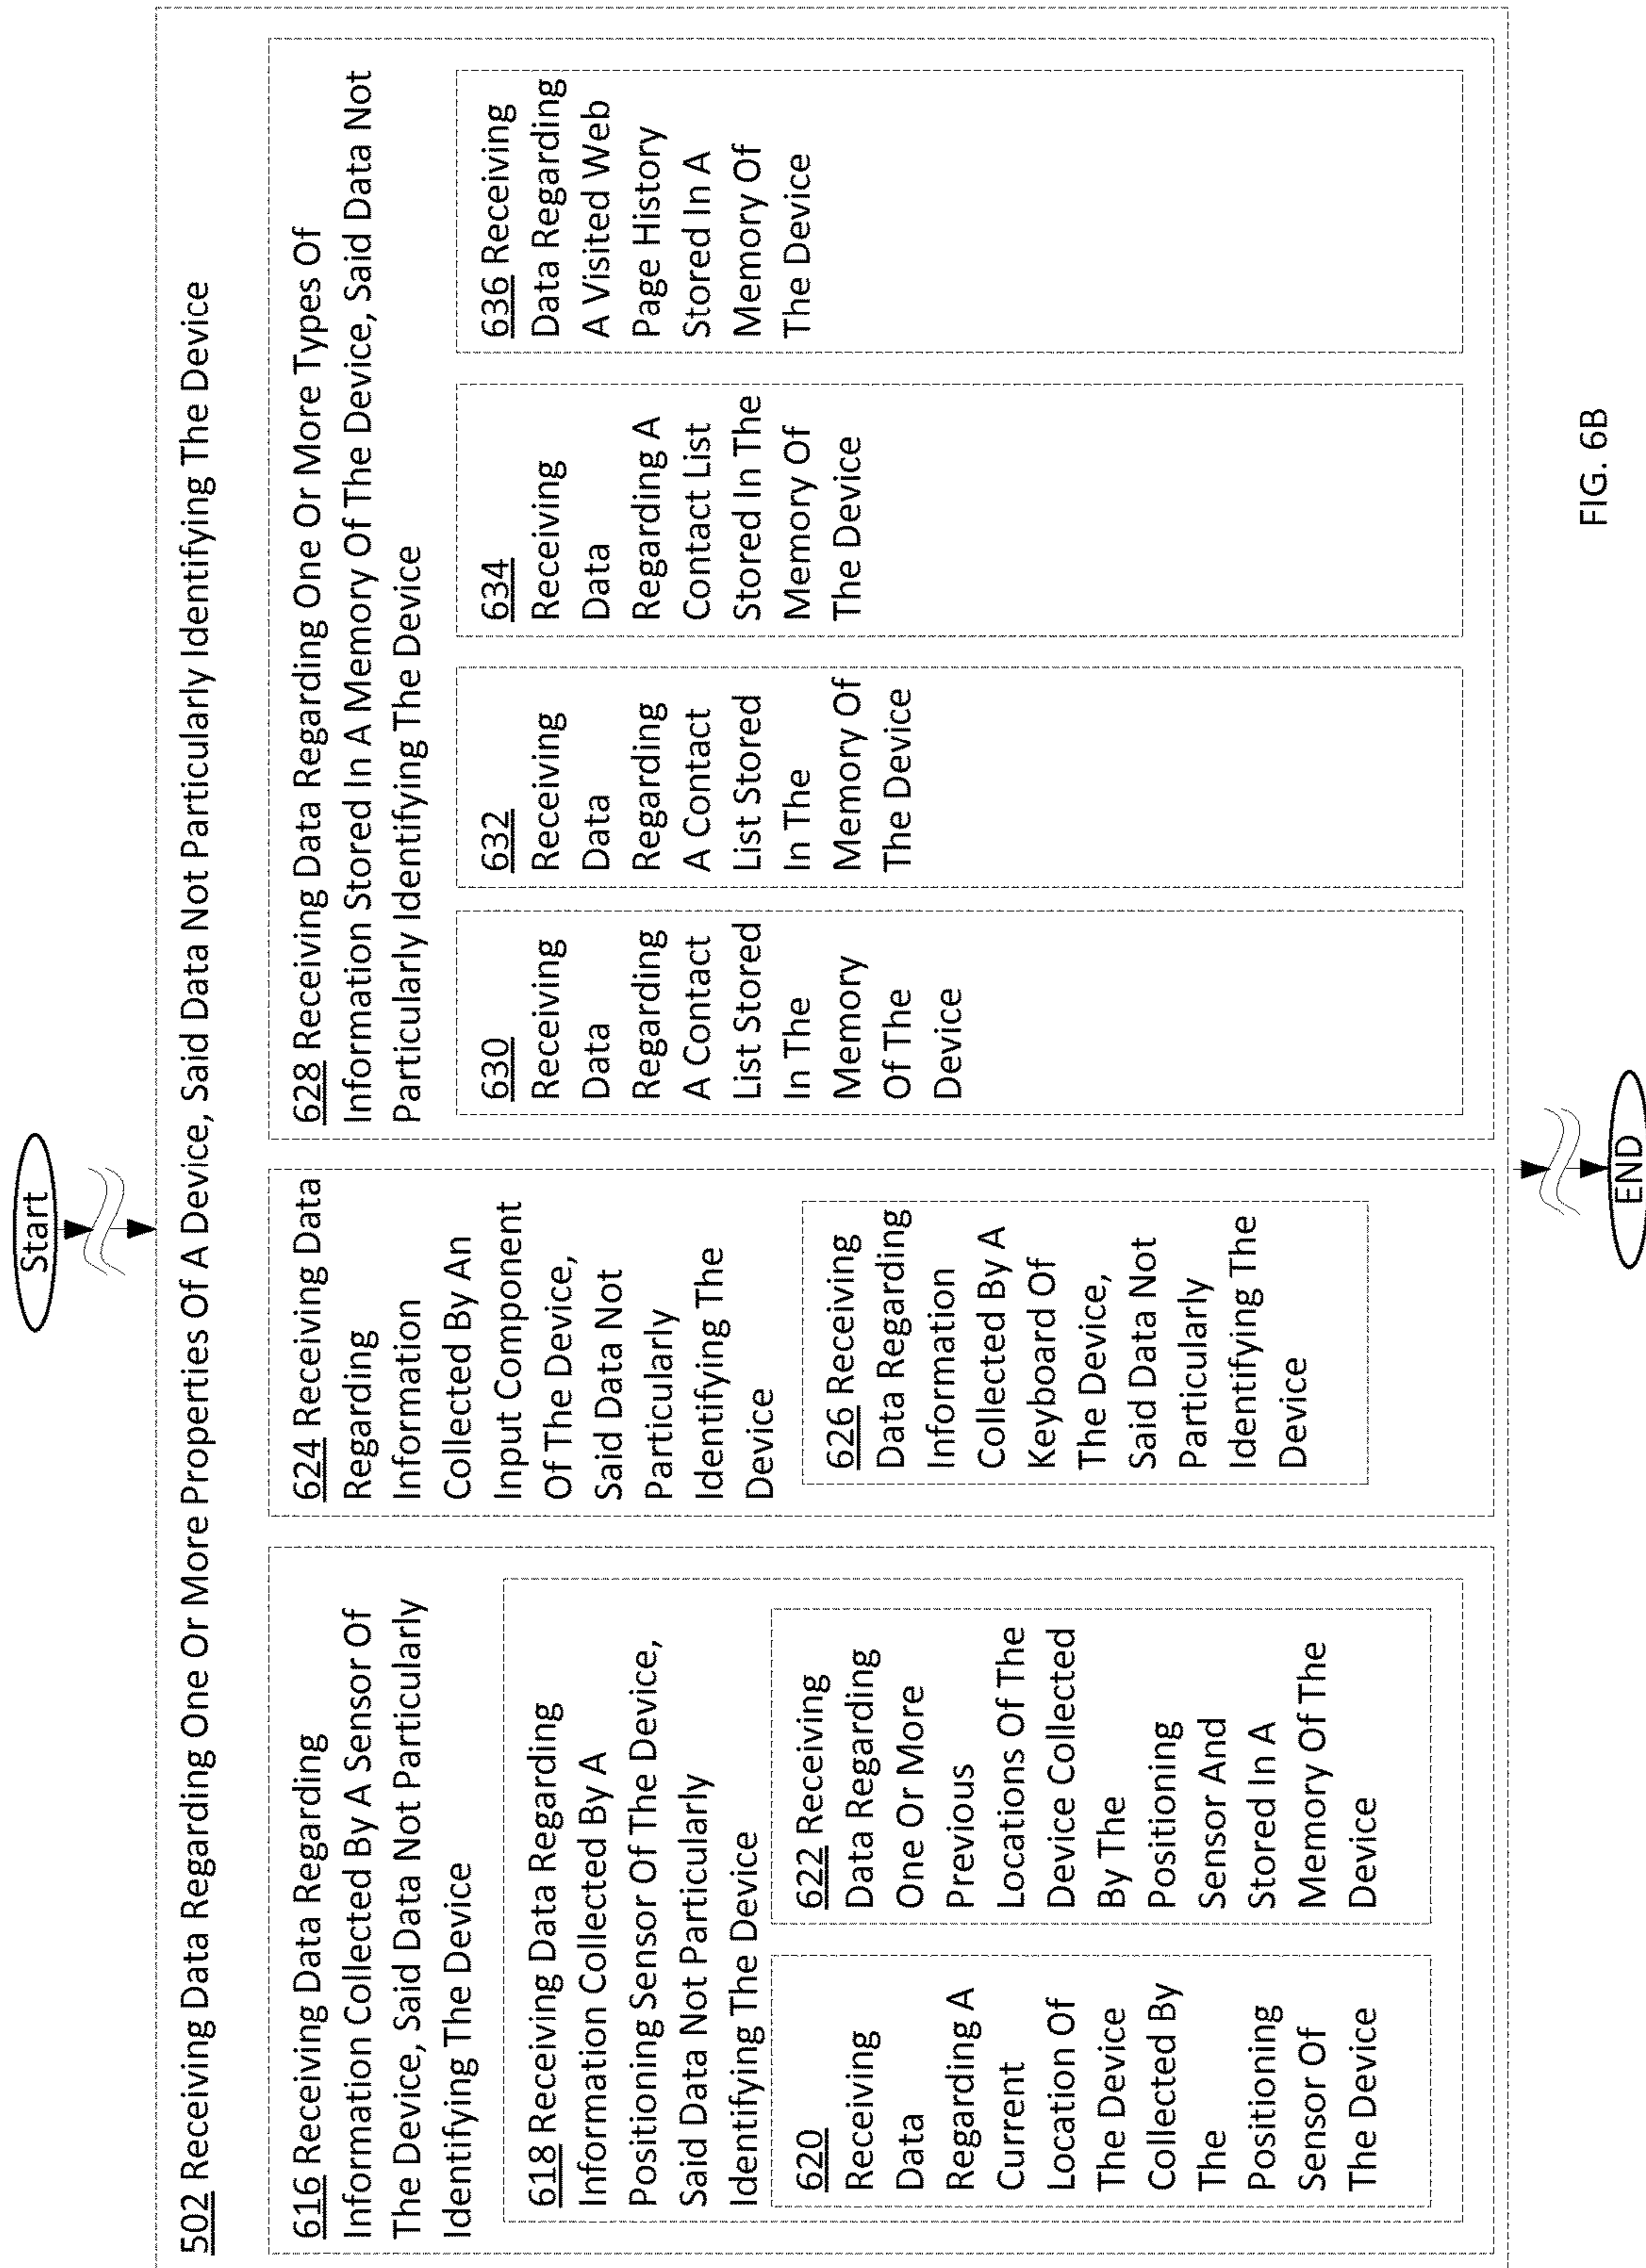 Start
502 Receiving Data Regarding One Or More Properties Of A Device, Said Data Not Particularly Identifying The Device
616 Receiving Data Regarding
Information Collected By A Sensor Of
The Device, Said Data Not Particularly
Identifying The Device
618 Receiving Data Regarding
Information Collected By A
Positioning Sensor Of The Device,
Said Data Not Particularly
Identifying The Device
620
Receiving
Data
Regarding A
Current
Location Of
The Device
Collected By
The
Positioning
Sensor Of
The Device
622 Receiving
Data Regarding
One Or More
Previous
Locations Of The
Device Collected
By The
Positioning
Sensor And
Stored In A
Memory Of The
Device
624 Receiving Data
Regarding
Information
Collected By An
Input Component
Of The Device,
Said Data Not
Particularly
Identifying The
Device
626 Receiving
Data Regarding
Information
Collected By A
Keyboard Of
The Device,
Said Data Not
Particularly
Identifying The
Device
628 Receiving Data Regarding One Or More Types Of
Information Stored In A Memory Of The Device, Said Data Not
Particularly Identifying The Device
630
Receiving
Data
Regarding
A Contact
List Stored
In The
Memory
Of The
Device
632
Receiving
Data
Regarding
A Contact
List Stored
In The
Memory Of
The Device
634
Receiving
Data
Regarding A
Contact List
Stored In The
Memory Of
The Device
636 Receiving
Data Regarding
A Visited Web
Page History
Stored In A
Memory Of
The Device
END
FIG. 6B